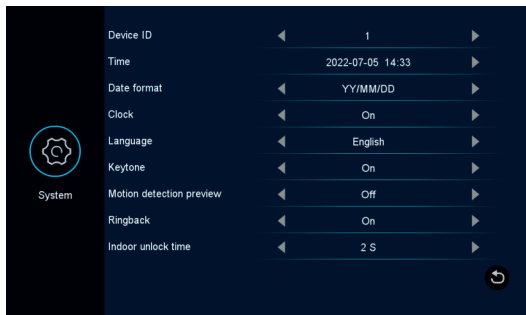 Device ID 1
Time 2022-07-05 14:33
Date format YY/MM/DD
Clock On
Language English
Keytone On
System
Motion detection preview Off
Ringback On
Indoor unlock time 2 S